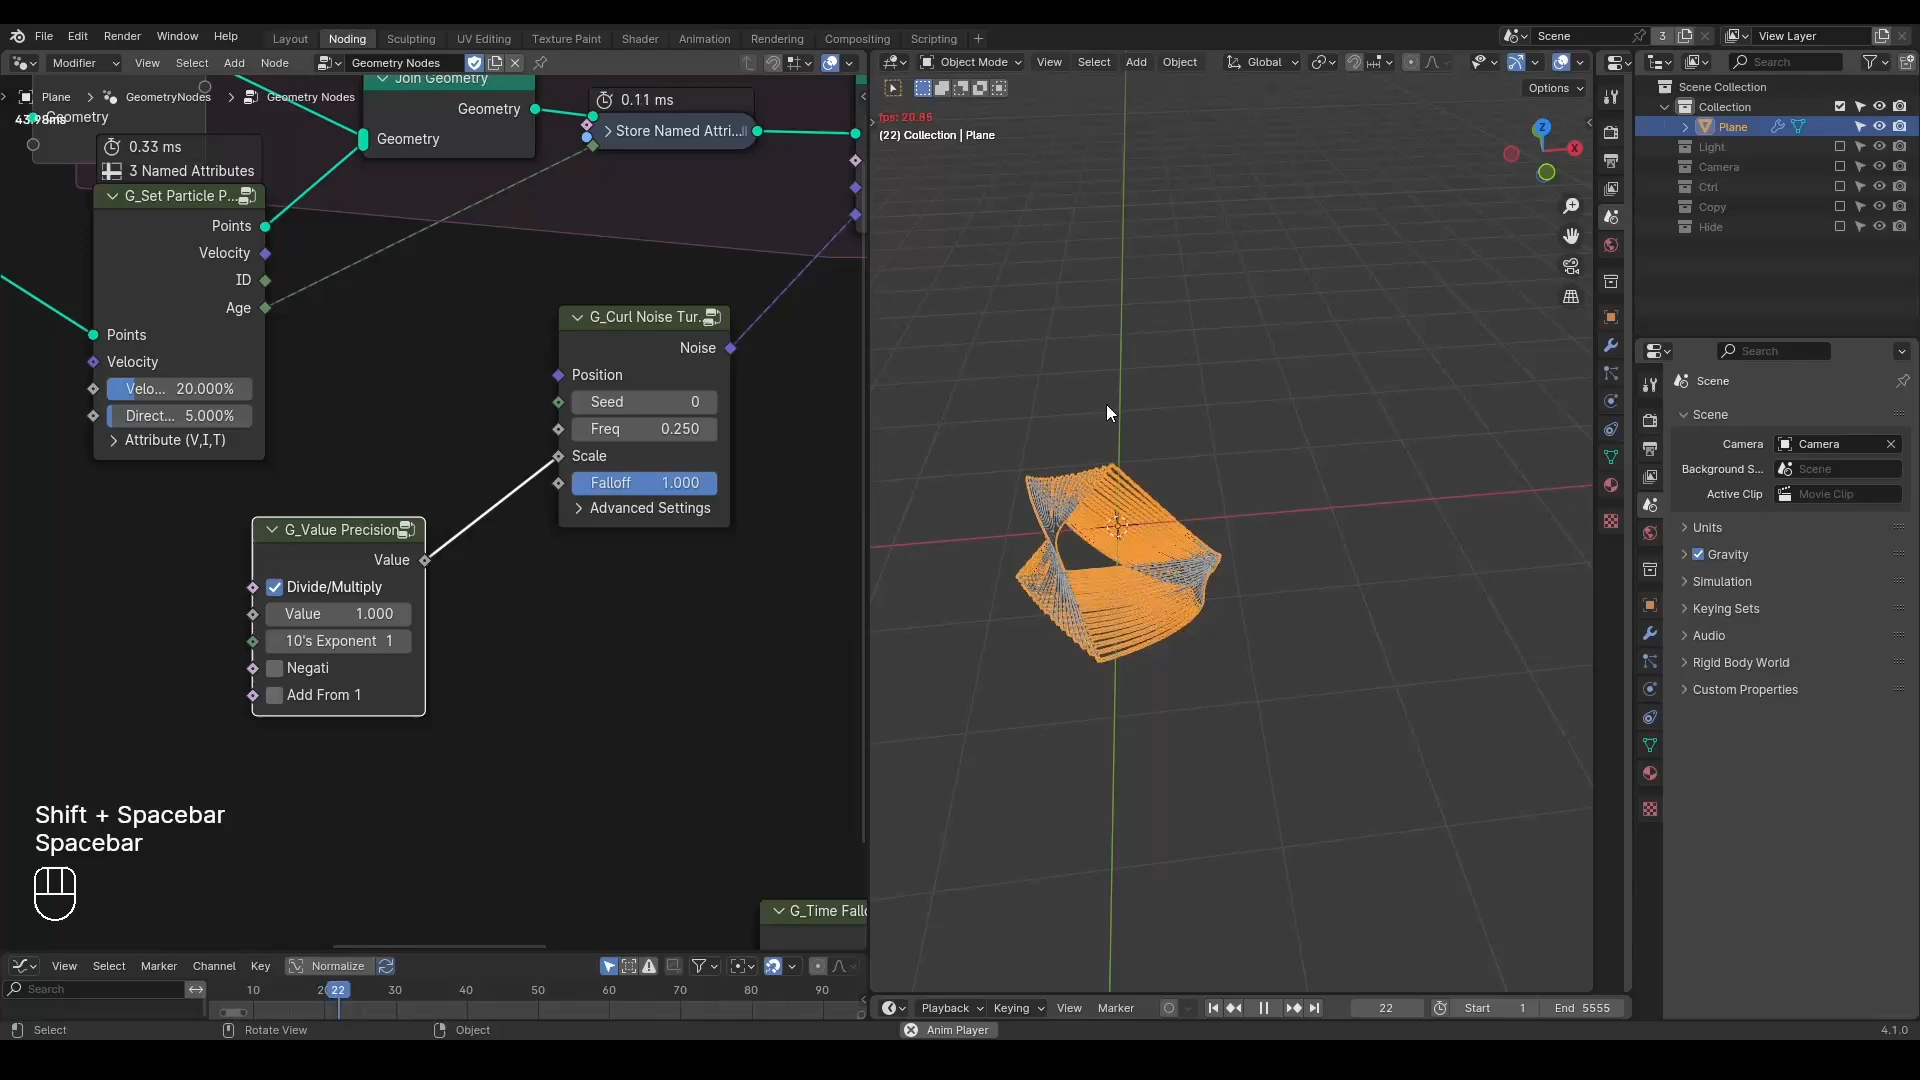 File Edit Render Window Help
Layout Noding Sculpting UV Editing Texture Paint Shader Animation Rendering Compositing Scripting +
Scene 3 View Layer
Modifier View Select Add Node Geometry Nodes
Object Mode View Select Add Object Global
Search
Plane GeometryNodes Geometry Nodes
Options
Join Geometry
Geometry
Geometry
Geometry
43.98ms
0.11 ms
Store Named Attri...
0.33 ms
3 Named Attributes
G_Set Particle P...
Points
Velocity
ID
Age
Points
Velocity
Velo... 20.000%
Direct... 5.000%
Attribute (V,I,T)
G_Curl Noise Tur..
Noise
Position
Seed 0
Freq 0.250
Scale
Falloff 1.000
Advanced Settings
G_Value Precision
Value
Divide/Multiply
Value 1.000
10's Exponent 1
Negati
Add From 1
G_Time Fallo
Shift + Spacebar
Spacebar
fps: 20.85
(22) Collection | Plane
Z
X
Scene Collection
Collection
Plane
Light
Camera
Ctrl
Copy
Hide
Search
Scene
Scene
Camera Camera
Background S... Scene
Active Clip Movie Clip
Units
Gravity
Simulation
Keying Sets
Audio
Rigid Body World
Custom Properties
View Select Marker Channel Key Normalize
Search
10 22 30 40 50 60 70 80 90
Playback Keying View Marker 22 Start 1 End 5555
Select Rotate View Object Anim Player 4.1.0